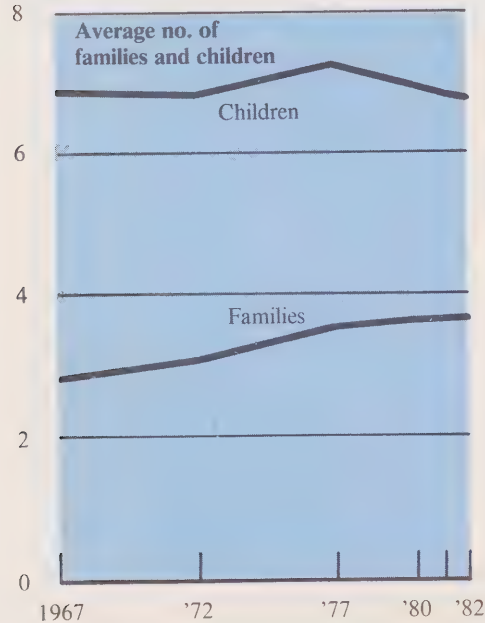 8
Average no. of
families and children
Children
6
4
Families
2
0
1967 '72 '77 '80 '82